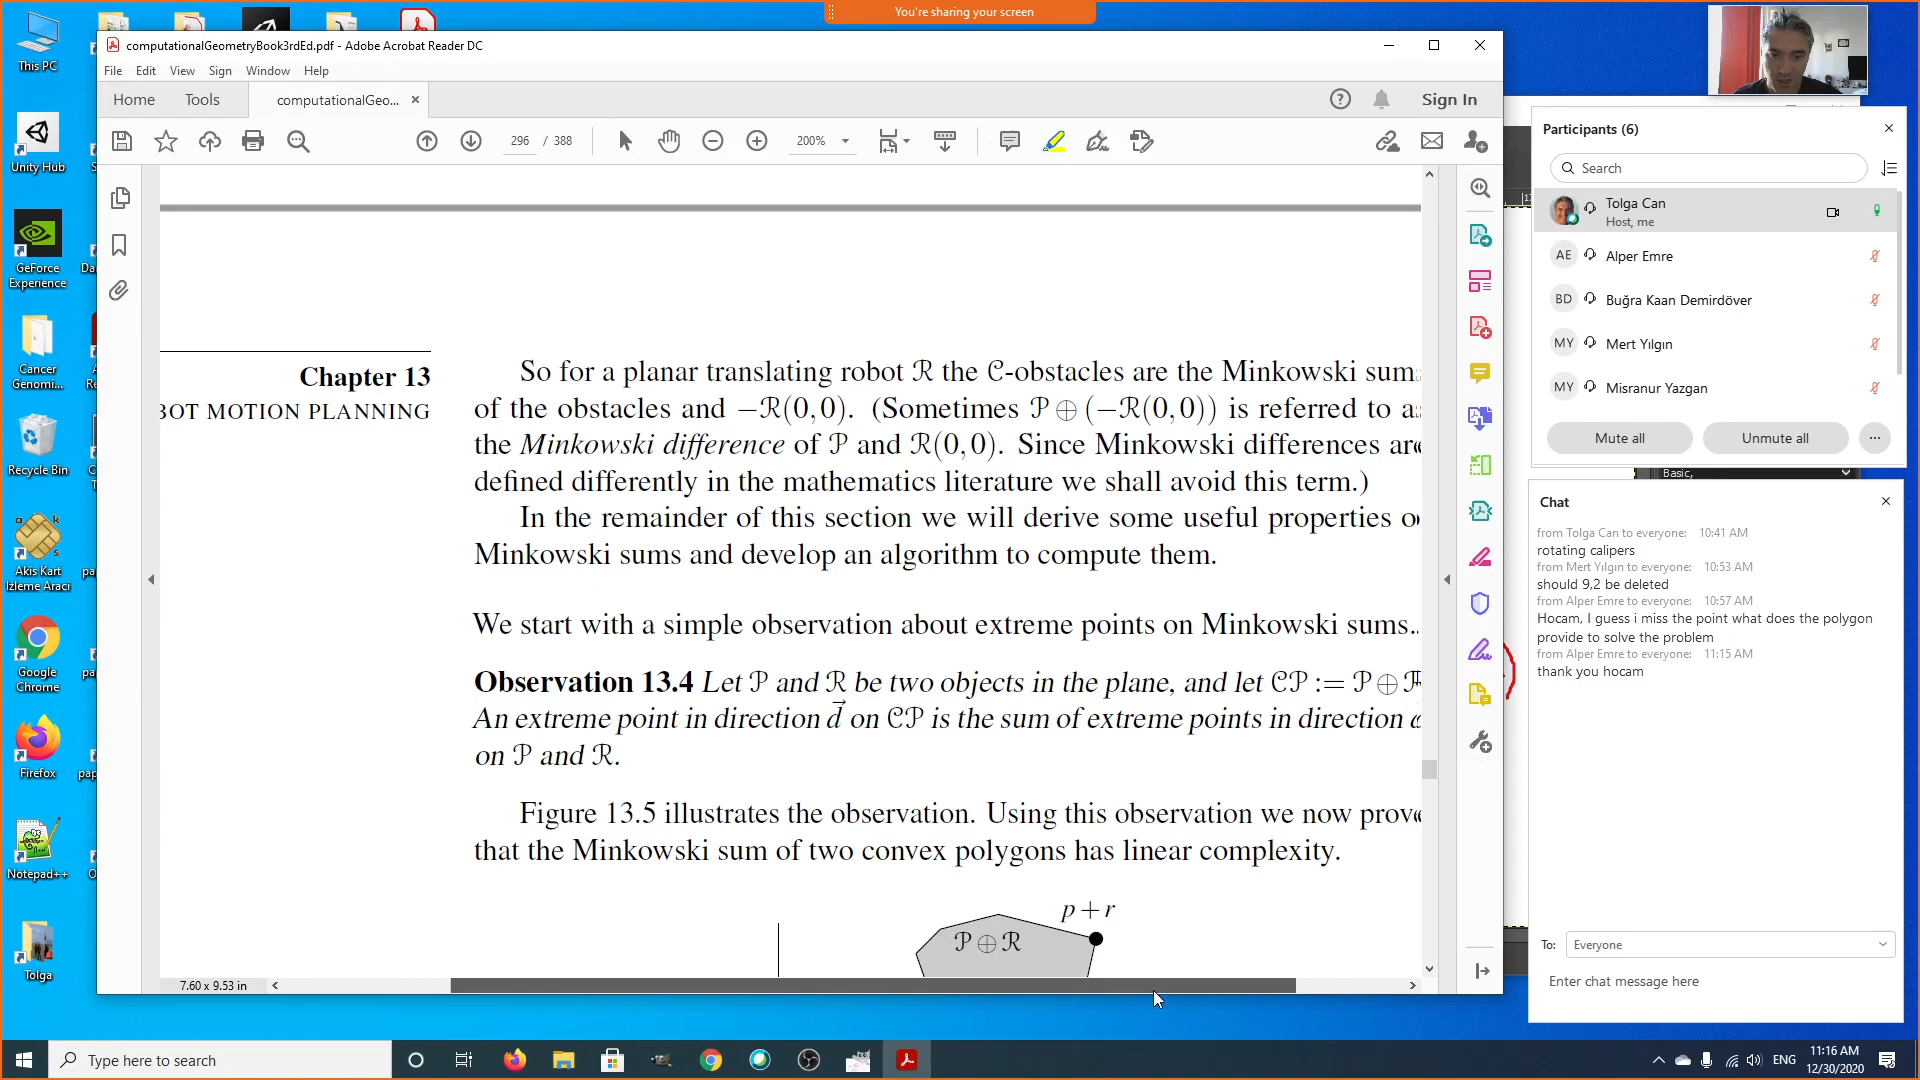 You're sharing your screen
This PC
Unity Hub
GeForce
Experience
Cancer
Genomi...
Recycle Bin
Akis Kart
İzleme Araci
Google
Chrome
Firefox
Notepad++
Tolga
computationalGeometryBook3rdEd.pdf - Adobe Acrobat Reader DC
File Edit View Sign Window Help
Home Tools computationalGeo... × Sign In
296 / 388 200%
Chapter 13
BOT MOTION PLANNING
So for a planar translating robot ℛ the 𝒞-obstacles are the Minkowski sum
of the obstacles and −ℛ(0,0). (Sometimes 𝒫⊕(−ℛ(0,0)) is referred to as
the Minkowski difference of 𝒫 and ℛ(0,0). Since Minkowski differences are
defined differently in the mathematics literature we shall avoid this term.)
In the remainder of this section we will derive some useful properties o
Minkowski sums and develop an algorithm to compute them.
We start with a simple observation about extreme points on Minkowski sums.
Observation 13.4 Let 𝒫 and ℛ be two objects in the plane, and let 𝒞𝒫 := 𝒫⊕ℛ
An extreme point in direction d⃗ on 𝒞𝒫 is the sum of extreme points in direction d
on 𝒫 and ℛ.
Figure 13.5 illustrates the observation. Using this observation we now prove
that the Minkowski sum of two convex polygons has linear complexity.
p+r
𝒫⊕ℛ
7.60 x 9.53 in
Participants (6)
Search
Tolga Can
Host, me
AE Alper Emre
BD Buğra Kaan Demirdöver
MY Mert Yılgın
MY Misranur Yazgan
Mute all Unmute all ...
Basic,
Chat
from Tolga Can to everyone: 10:41 AM
rotating calipers
from Mert Yılgın to everyone: 10:53 AM
should 9,2 be deleted
from Alper Emre to everyone: 10:57 AM
Hocam, I guess i miss the point what does the polygon
provide to solve the problem
from Alper Emre to everyone: 11:15 AM
thank you hocam
To: Everyone
Enter chat message here
Type here to search
ENG
11:16 AM
12/30/2020